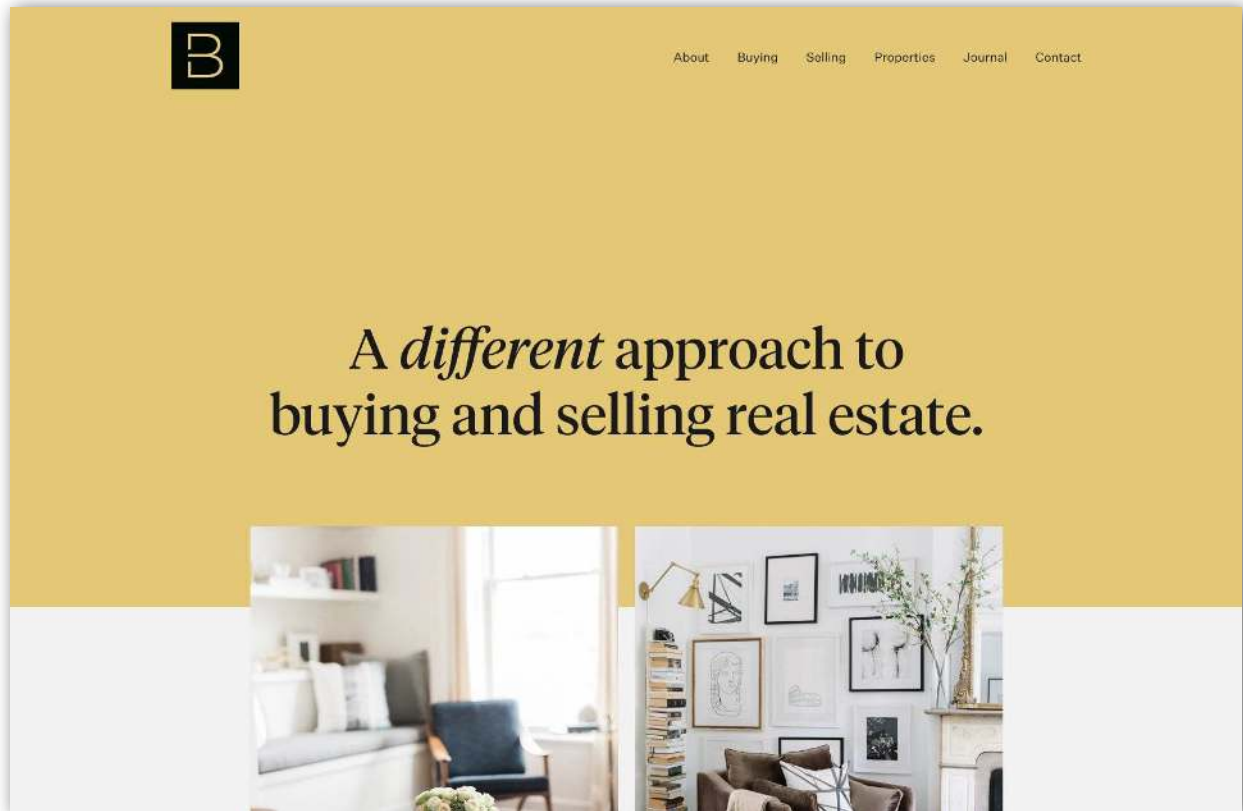 B
About Buying Selling Properties Journal Contact
A different approach to
buying and selling real estate.